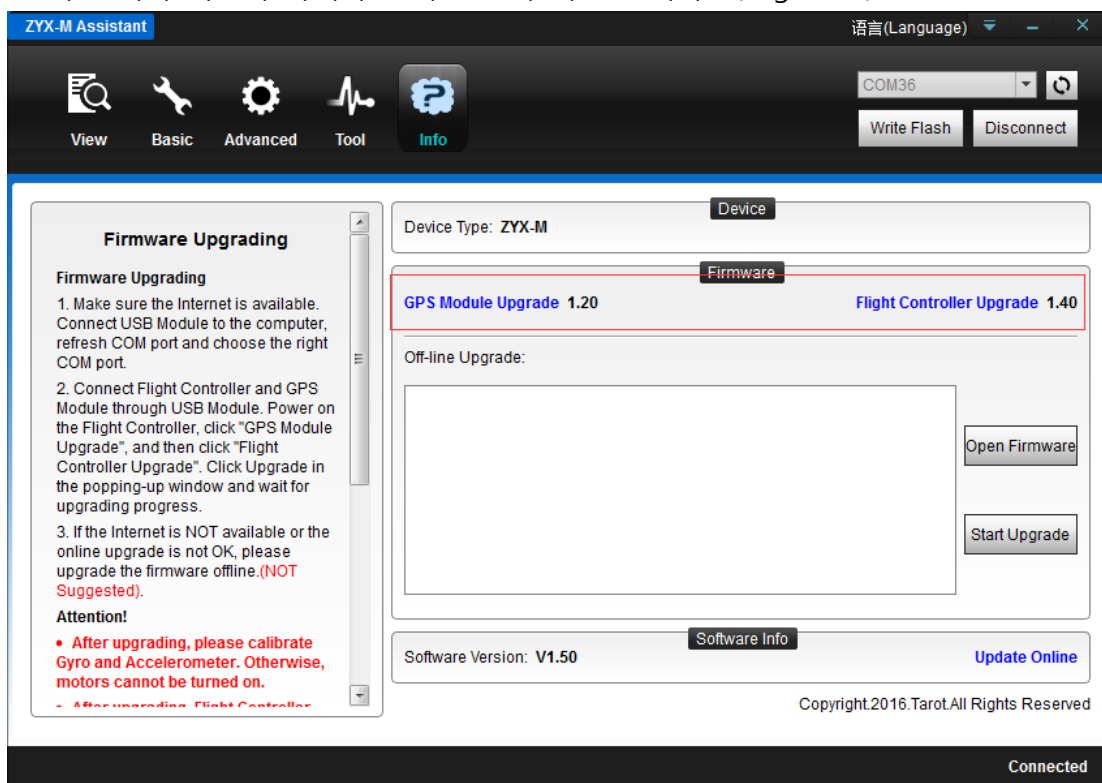 ZYX-M Assistant
语言(Language)
View
Basic
Advanced
Tool
Info
COM36
Write Flash
Disconnect
Firmware Upgrading
Firmware Upgrading
1. Make sure the Internet is available.
Connect USB Module to the computer,
refresh COM port and choose the right
COM port.
2. Connect Flight Controller and GPS
Module through USB Module. Power on
the Flight Controller, click "GPS Module
Upgrade", and then click "Flight
Controller Upgrade". Click Upgrade in
the popping-up window and wait for
upgrading progress.
3. If the Internet is NOT available or the
online upgrade is not OK, please
upgrade the firmware offline.(NOT
Suggested).
Attention!
• After upgrading, please calibrate
Gyro and Accelerometer. Otherwise,
motors cannot be turned on.
• After upgrading, Flight Controller
Device
Device Type: ZYX-M
Firmware
GPS Module Upgrade 1.20
Flight Controller Upgrade 1.40
Off-line Upgrade:
Open Firmware
Start Upgrade
Software Info
Software Version: V1.50
Update Online
Copyright.2016.Tarot.All Rights Reserved
Connected